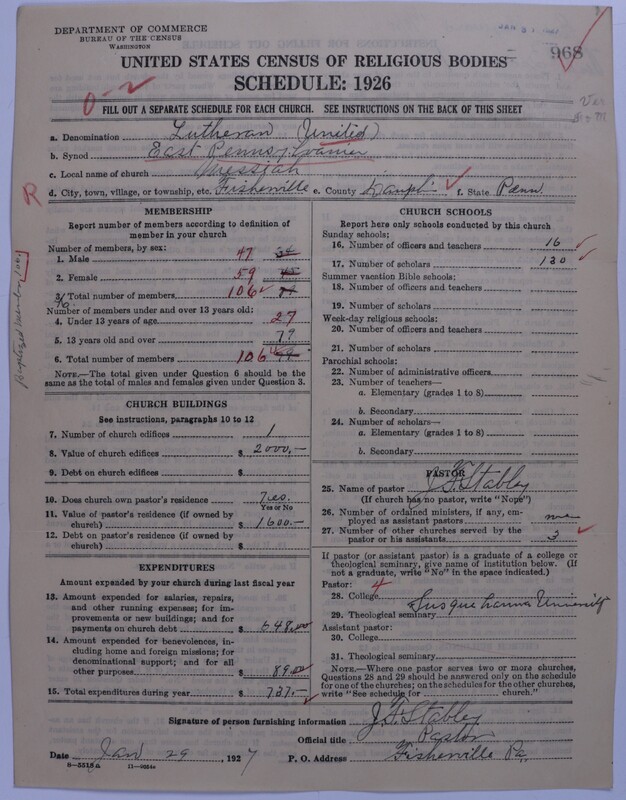 DEPARTMENT OF COMMERCE
BUREAU OF THE CENSUS
WASHINGTON
968
UNITED STATES CENSUS OF RELIGIOUS BODIES
SCHEDULE: 1926
0-2
FILL OUT A SEPARATE SCHEDULE FOR EACH CHURCH. SEE INSTRUCTIONS ON THE BACK OF THIS SHEET
a. Denomination Lutheran (United)
b. Synod East Pennsylvania
c. Local name of church Messiah
d. City, town, village, or township, etc. Fisherville e. County Dauph. f. State Penn.
R
MEMBERSHIP
Report number of members according to definition of
member in your church
Number of members, by sex:
1. Male 47
2. Female 59
3. Total number of members 106
Number of members under and over 13 years old:
4. Under 13 years of age 27
5. 13 years old and over 79
6. Total number of members 106
NOTE.—The total given under Question 6 should be the
same as the total of males and females given under Question 3.
CHURCH BUILDINGS
See instructions, paragraphs 10 to 12
7. Number of church edifices 1
8. Value of church edifices $ 2000.—
9. Debt on church edifices $
10. Does church own pastor's residence Yes.
Yes or No
11. Value of pastor's residence (if owned by
church) $ 1600.—
12. Debt on pastor's residence (if owned by
church) $
EXPENDITURES
Amount expended by your church during last fiscal year
13. Amount expended for salaries, repairs,
and other running expenses; for im-
provements or new buildings; and for
payments on church debt $ 648.00
14. Amount expended for benevolences, in-
cluding home and foreign missions; for
denominational support; and for all
other purposes $ 89.00
15. Total expenditures during year $ 737.—
CHURCH SCHOOLS
Report here only schools conducted by this church
Sunday schools:
16. Number of officers and teachers 16
17. Number of scholars 130
Summer vacation Bible schools:
18. Number of officers and teachers
19. Number of scholars
Week-day religious schools:
20. Number of officers and teachers
21. Number of scholars
Parochial schools:
22. Number of administrative officers
23. Number of teachers—
a. Elementary (grades 1 to 8)
b. Secondary
24. Number of scholars—
a. Elementary (grades 1 to 8)
b. Secondary
PASTOR
25. Name of pastor J.F. Stabley
(If church has no pastor, write "None")
26. Number of ordained ministers, if any, em-
ployed as assistant pastors
27. Number of other churches served by the
pastor or his assistants 3
If pastor (or assistant pastor) is a graduate of a college or
theological seminary, give name of institution below. (If
not a graduate, write "No" in the space indicated.)
Pastor: 4
28. College
Susquehanna University
29. Theological seminary
Assistant pastor:
30. College
31. Theological seminary
NOTE.—Where one pastor serves two or more churches,
Questions 28 and 29 should be answered only on the schedule
for one of the churches; on the schedules for the other churches,
write "See schedule for church."
Signature of person furnishing information J.F. Stabley
Official title Pastor
Date Jan 29, 1927 P. O. Address Fisherville Pa.
8—5518a 11—9524